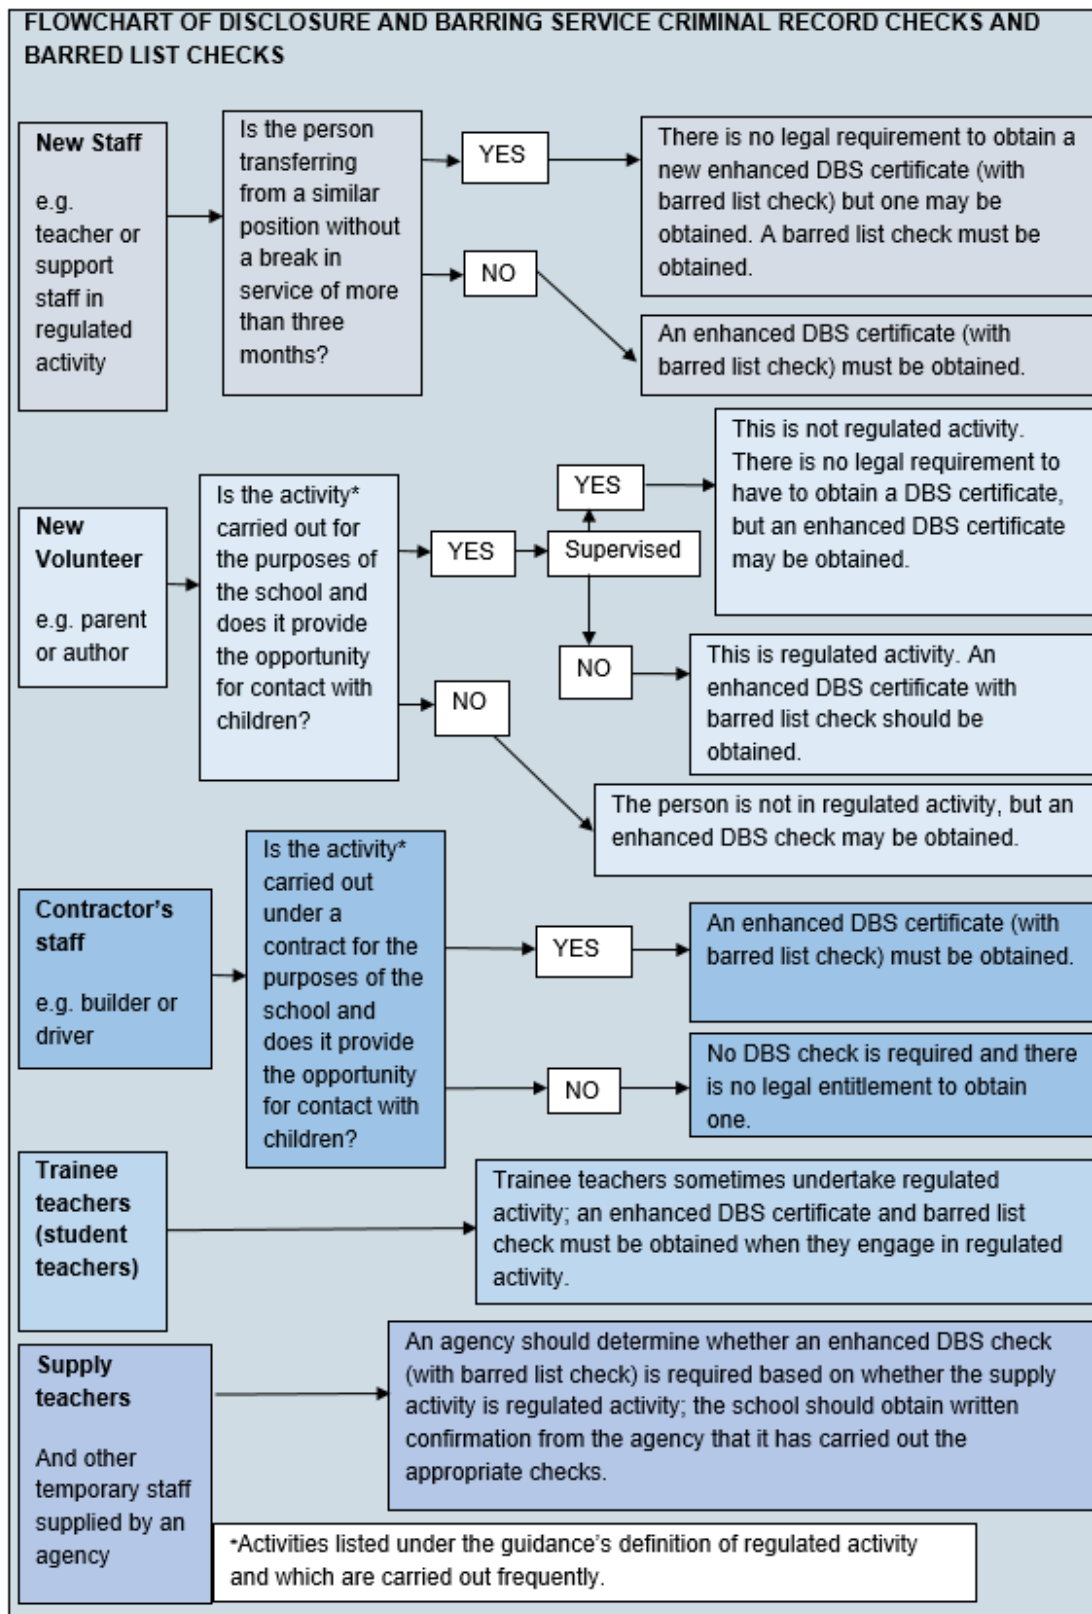 FLOWCHART OF DISCLOSURE AND BARRING SERVICE CRIMINAL RECORD CHECKS AND
BARRED LIST CHECKS
New Staff
e.g.
teacher or
support
staff in
regulated
activity
Is the person
transferring
from a similar
position without
a break in
service of more
than three
months?
YES
There is no legal requirement to obtain a
new enhanced DBS certificate (with
barred list check) but one may be
obtained. A barred list check must be
obtained.
NO
An enhanced DBS certificate (with
barred list check) must be obtained.
New
Volunteer
e.g. parent
or author
Is the activity*
carried out for
the purposes of
the school and
does it provide
the opportunity
for contact with
children?
YES
Supervised
YES
This is not regulated activity.
There is no legal requirement to
have to obtain a DBS certificate,
but an enhanced DBS certificate
may be obtained.
NO
This is regulated activity. An
enhanced DBS certificate with
barred list check should be
obtained.
NO
The person is not in regulated activity, but an
enhanced DBS check may be obtained.
Contractor's
staff
e.g. builder or
driver
Is the activity*
carried out
under a
contract for the
purposes of the
school and
does it provide
the opportunity
for contact with
children?
YES
An enhanced DBS certificate (with
barred list check) must be obtained.
NO
No DBS check is required and there
is no legal entitlement to obtain
one.
Trainee
teachers
(student
teachers)
Trainee teachers sometimes undertake regulated
activity; an enhanced DBS certificate and barred list
check must be obtained when they engage in regulated
activity.
Supply
teachers
And other
temporary staff
supplied by an
agency
An agency should determine whether an enhanced DBS check
(with barred list check) is required based on whether the supply
activity is regulated activity; the school should obtain written
confirmation from the agency that it has carried out the
appropriate checks.
*Activities listed under the guidance's definition of regulated activity
and which are carried out frequently.